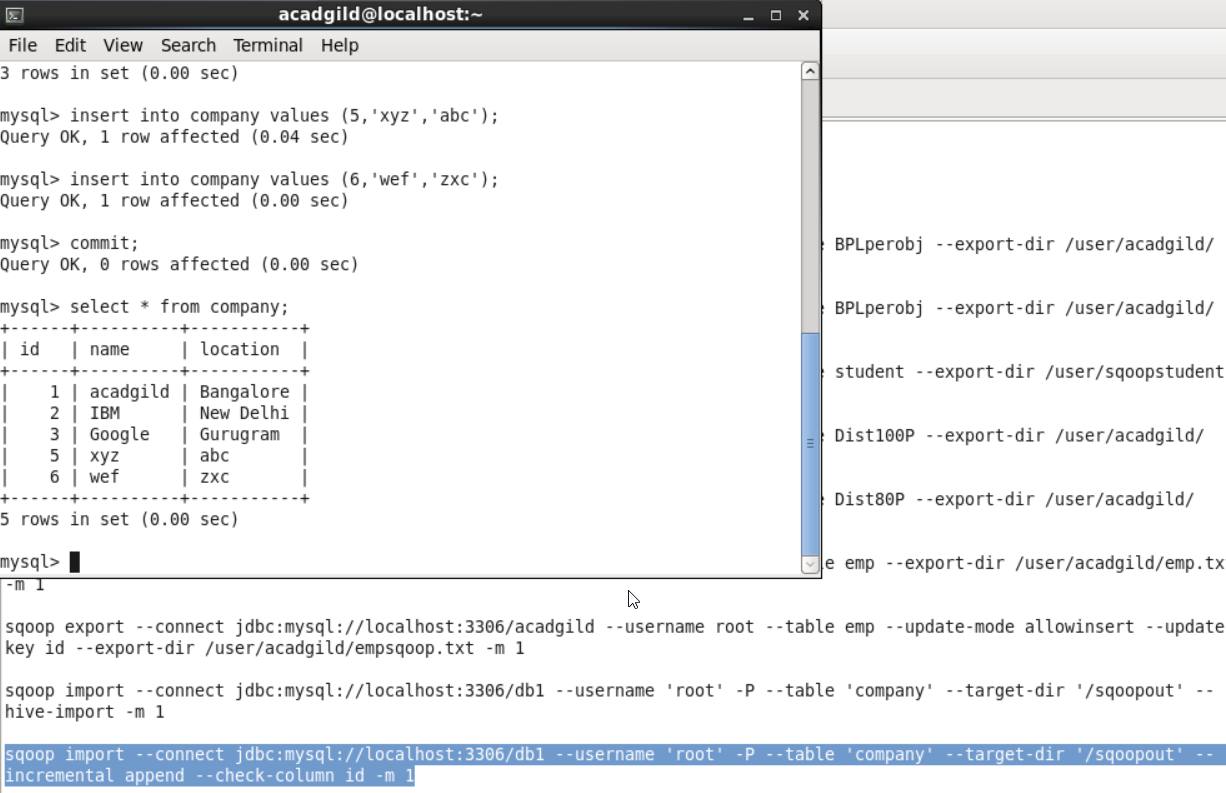 acadgild@localhost:~
File Edit View Search Terminal Help
3 rows in set (0.00 sec)
mysql> insert into company values (5,'xyz','abc');
Query OK, 1 row affected (0.04 sec)
mysql> insert into company values (6,'wef','zxc');
Query OK, 1 row affected (0.00 sec)
mysql> commit;
Query OK, 0 rows affected (0.00 sec)
mysql> select * from company;
+------+----------+-----------+
| id   | name     | location  |
+------+----------+-----------+
|    1 | acadgild | Bangalore |
|    2 | IBM      | New Delhi |
|    3 | Google   | Gurugram  |
|    5 | xyz      | abc       |
|    6 | wef      | zxc       |
+------+----------+-----------+
5 rows in set (0.00 sec)
mysql>
BPLperobj --export-dir /user/acadgild/
BPLperobj --export-dir /user/acadgild/
student --export-dir /user/sqoopstudent
Dist100P --export-dir /user/acadgild/
Dist80P --export-dir /user/acadgild/
e emp --export-dir /user/acadgild/emp.tx
-m 1
sqoop export --connect jdbc:mysql://localhost:3306/acadgild --username root --table emp --update-mode allowinsert --update
key id --export-dir /user/acadgild/empsqoop.txt -m 1
sqoop import --connect jdbc:mysql://localhost:3306/db1 --username 'root' -P --table 'company' --target-dir '/sqoopout' --
hive-import -m 1
sqoop import --connect jdbc:mysql://localhost:3306/db1 --username 'root' -P --table 'company' --target-dir '/sqoopout' --
incremental append --check-column id -m 1